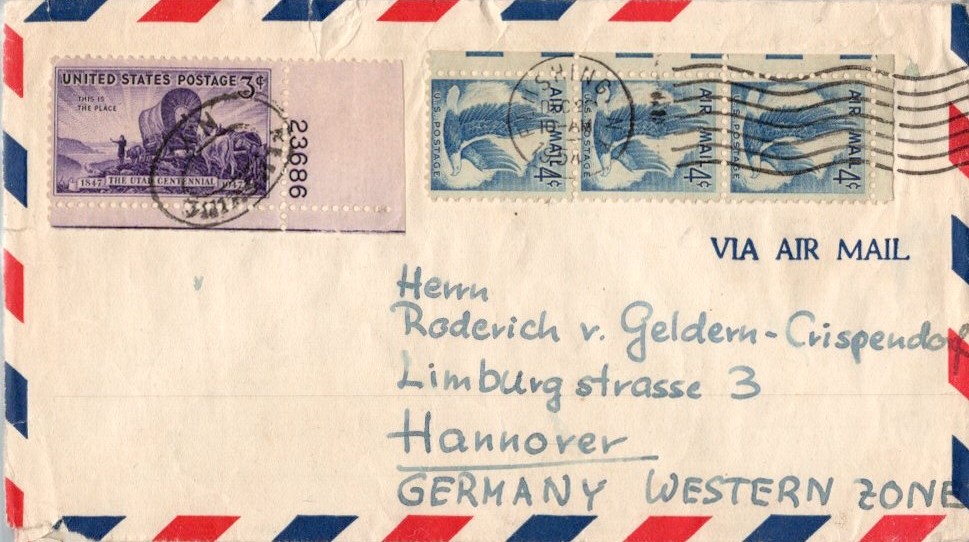 UNITED STATES POSTAGE 3¢
THIS IS
THE PLACE
1847 THE UTAH CENTENNIAL 1947
23686
U.S. POSTAGE
AIR MAIL
4¢
U.S. POSTAGE
AIR MAIL
4¢
U.S. POSTAGE
AIR MAIL
4¢
VIA AIR MAIL
Herrn
Roderich v. Geldern-Crispendorf
Limburgstrasse 3
Hannover
GERMANY WESTERN ZONE